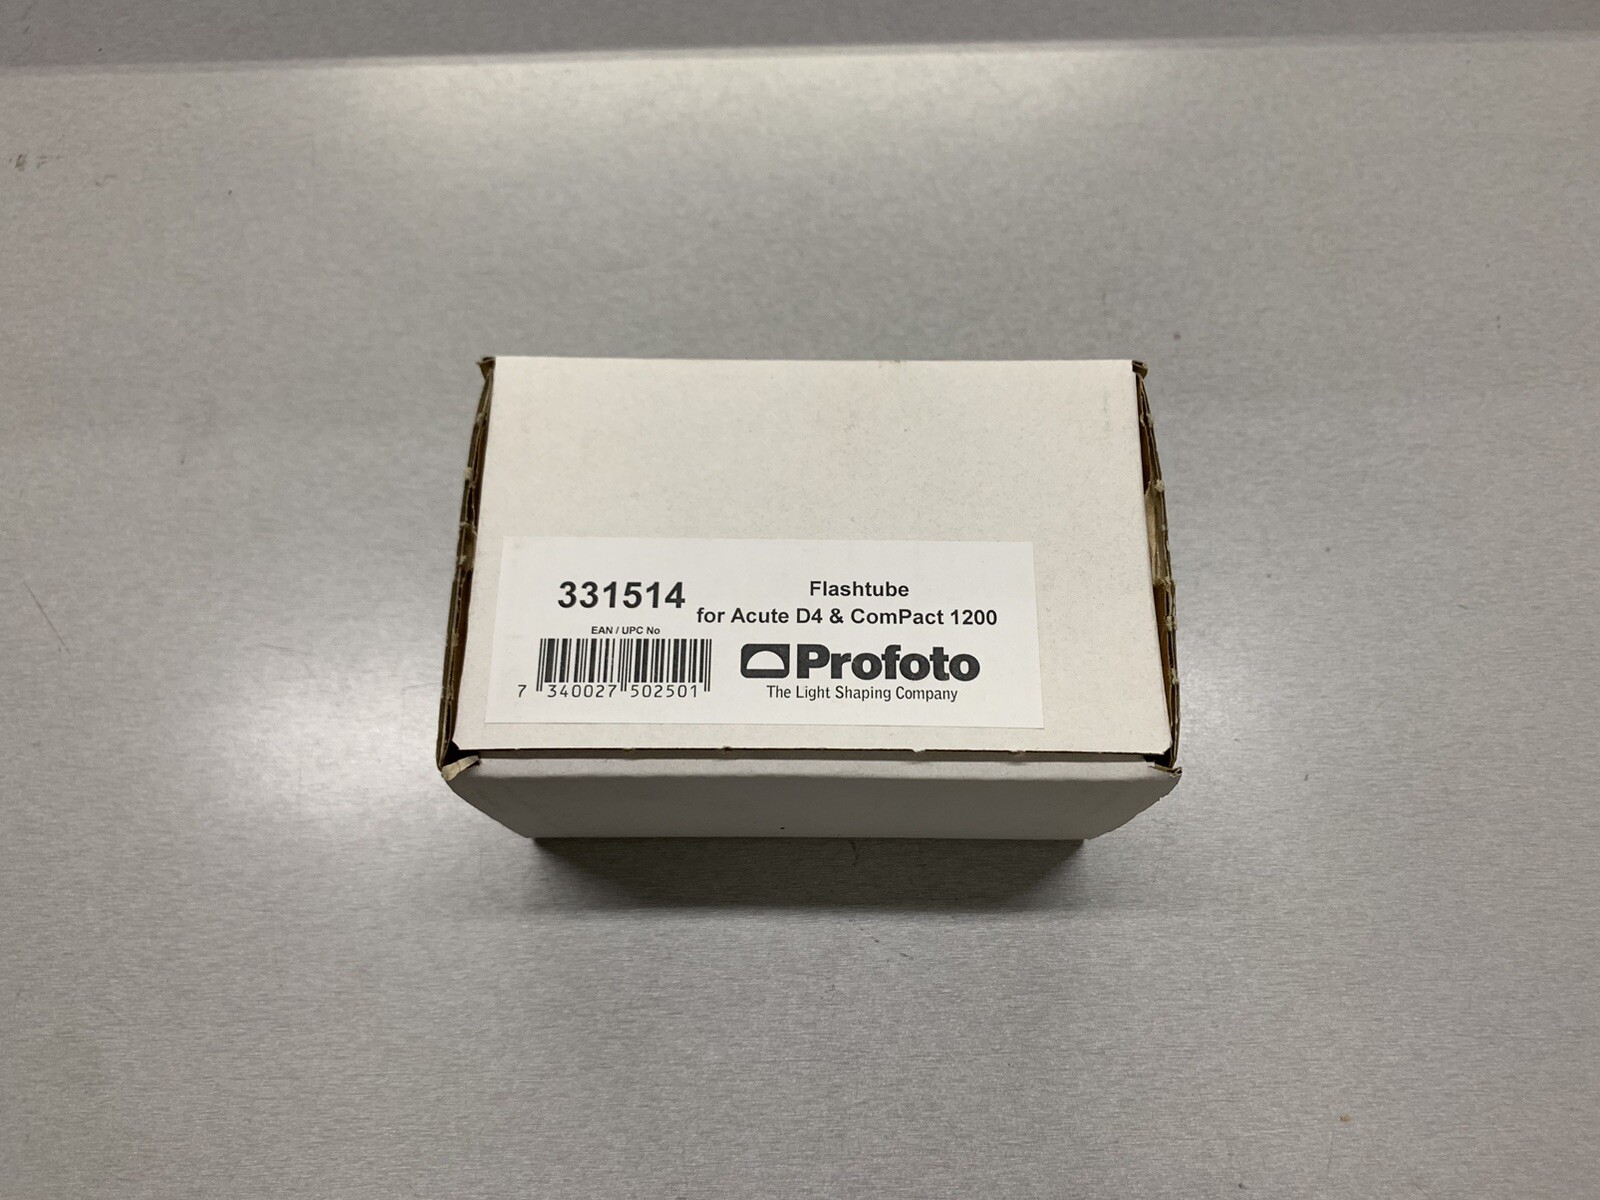 331514
Flashtube
for Acute D4 & ComPact 1200
EAN / UPC No
7 340027 502501
Profoto
The Light Shaping Company